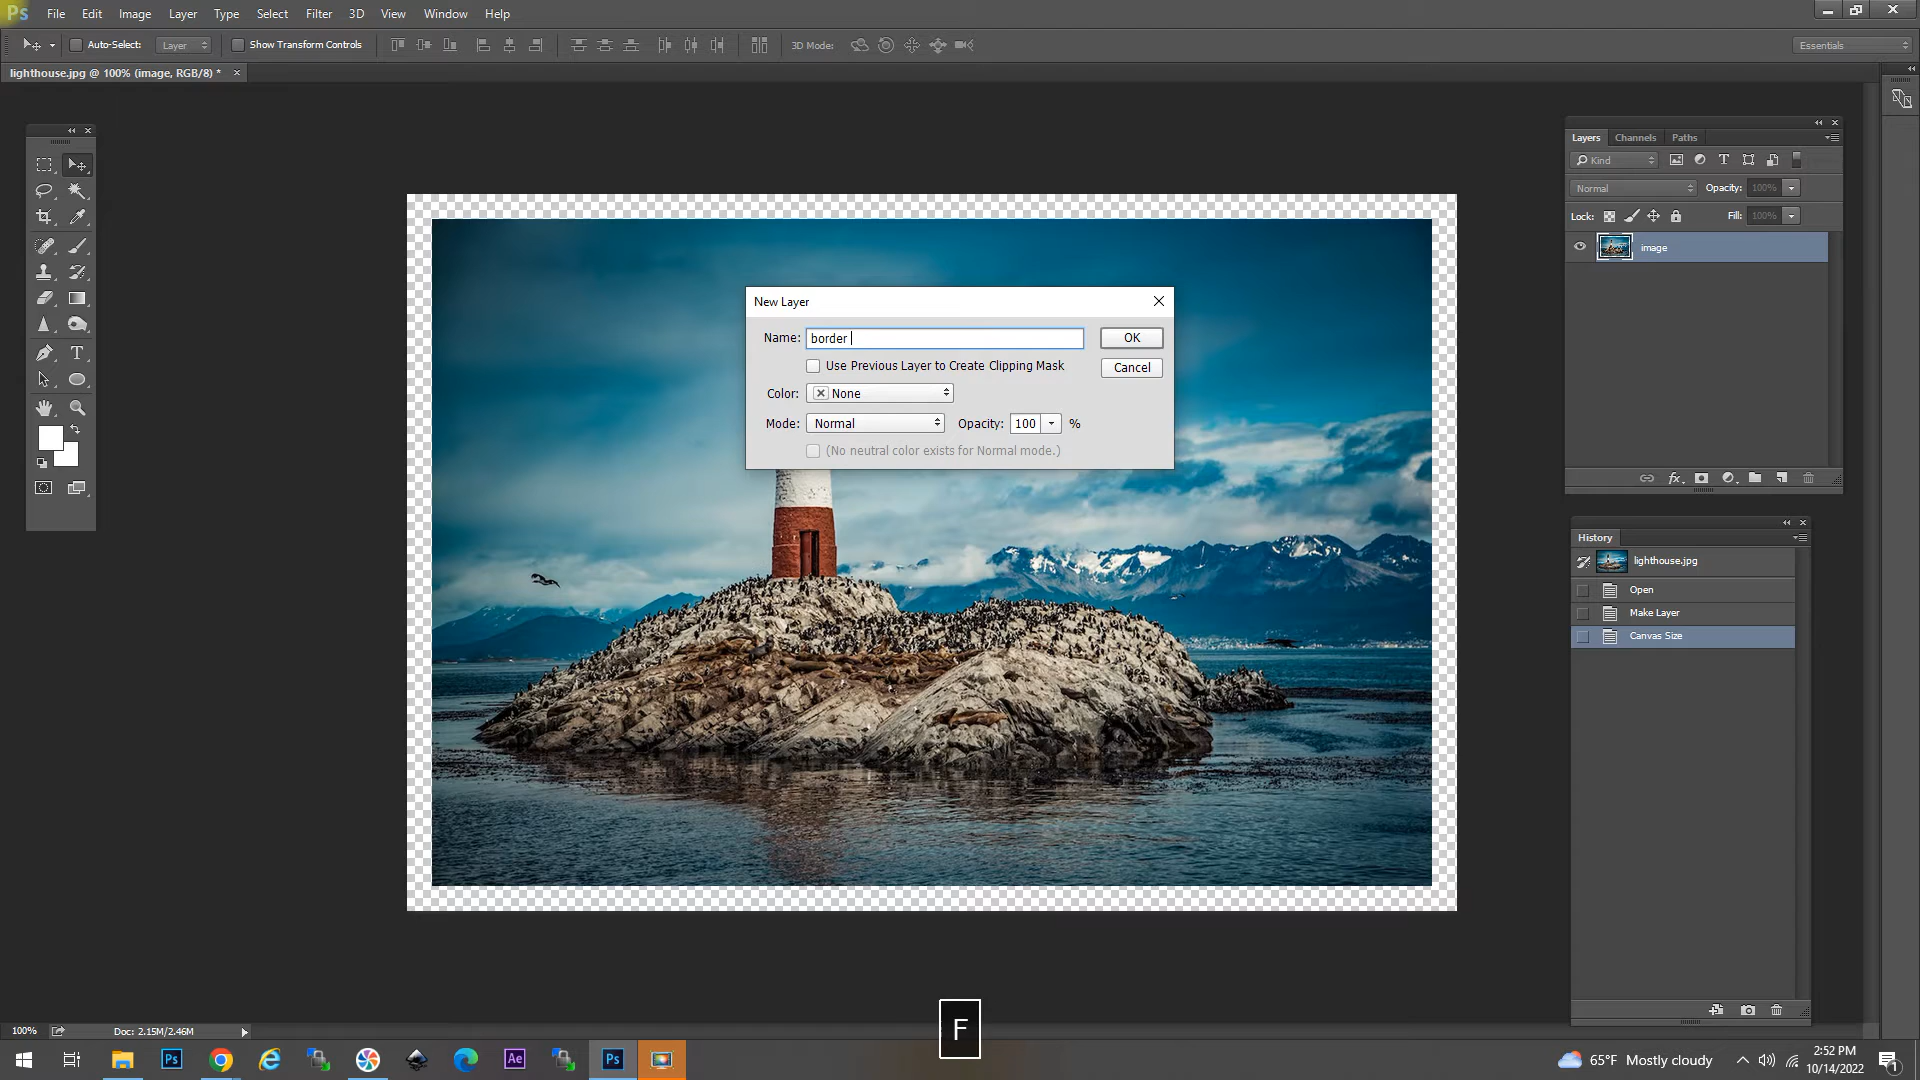 Ps File Edit Image Layer Type Select Filter 3D View Window Help
Auto-Select: Layer Show Transform Controls 3D Mode: Essentials
lighthouse.jpg @ 100% (image, RGB/8) *
Layers Channels Paths
Kind
Normal Opacity: 100%
Lock: Fill: 100%
image
New Layer
Name: border OK
Use Previous Layer to Create Clipping Mask Cancel
Color: None
Mode: Normal Opacity: 100 %
(No neutral color exists for Normal mode.)
History
lighthouse.jpg
Open
Make Layer
Canvas Size
F
100% Doc: 2.15M/2.46M
Ps Ae Ps 65°F Mostly cloudy 2:52 PM
10/14/2022 1